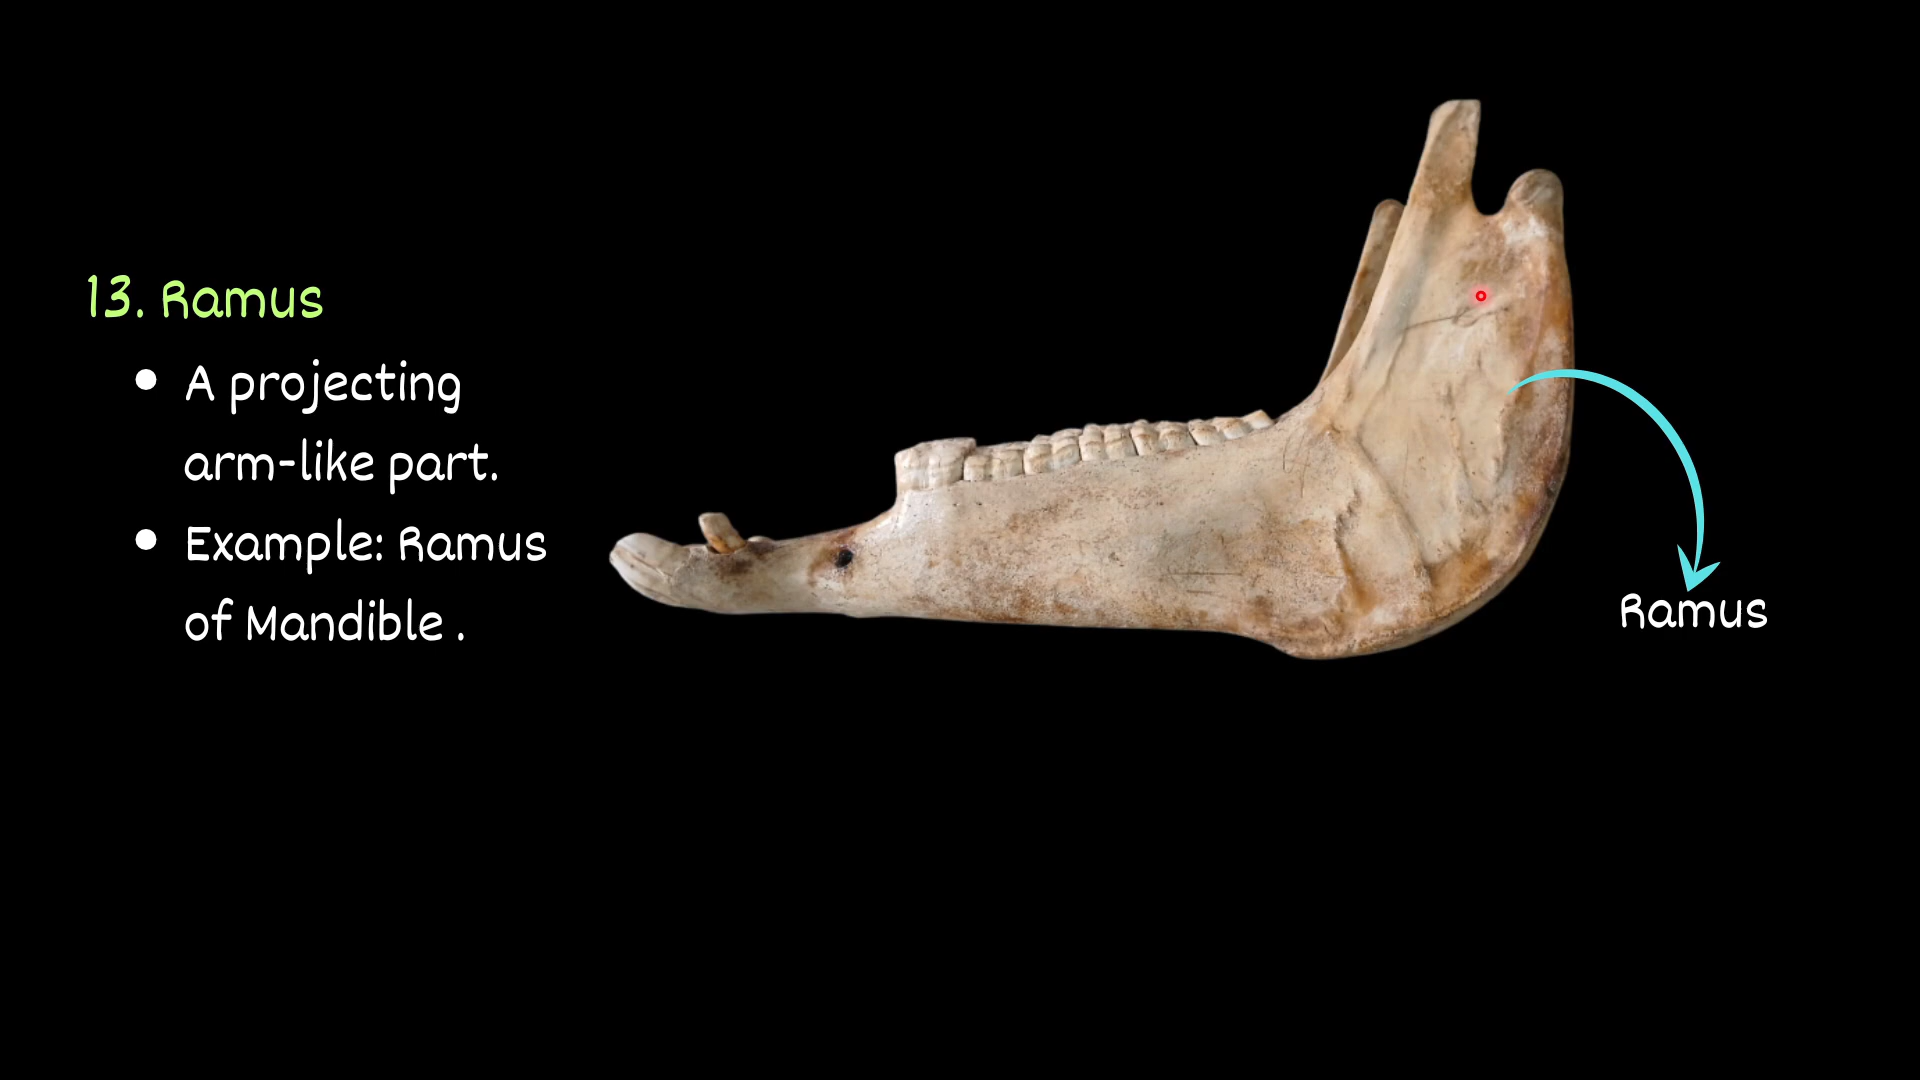 13. Ramus
• A projecting
arm-like part.
• Example: Ramus
of Mandible .
Ramus